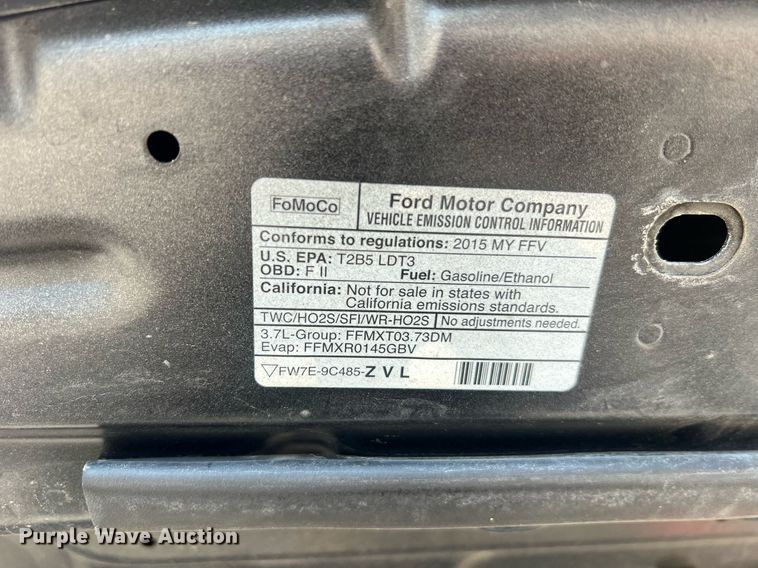 FoMoCo
Ford Motor Company
VEHICLE EMISSION CONTROL INFORMATION
Conforms to regulations: 2015 MY FFV
U.S. EPA: T2B5 LDT3
OBD: F II Fuel: Gasoline/Ethanol
California: Not for sale in states with
California emissions standards.
TWC/HO2S/SFI/WR-HO2S No adjustments needed.
3.7L-Group: FFMXT03.73DM
Evap: FFMXR0145GBV
FW7E-9C485-Z V L
Purple Wave Auction